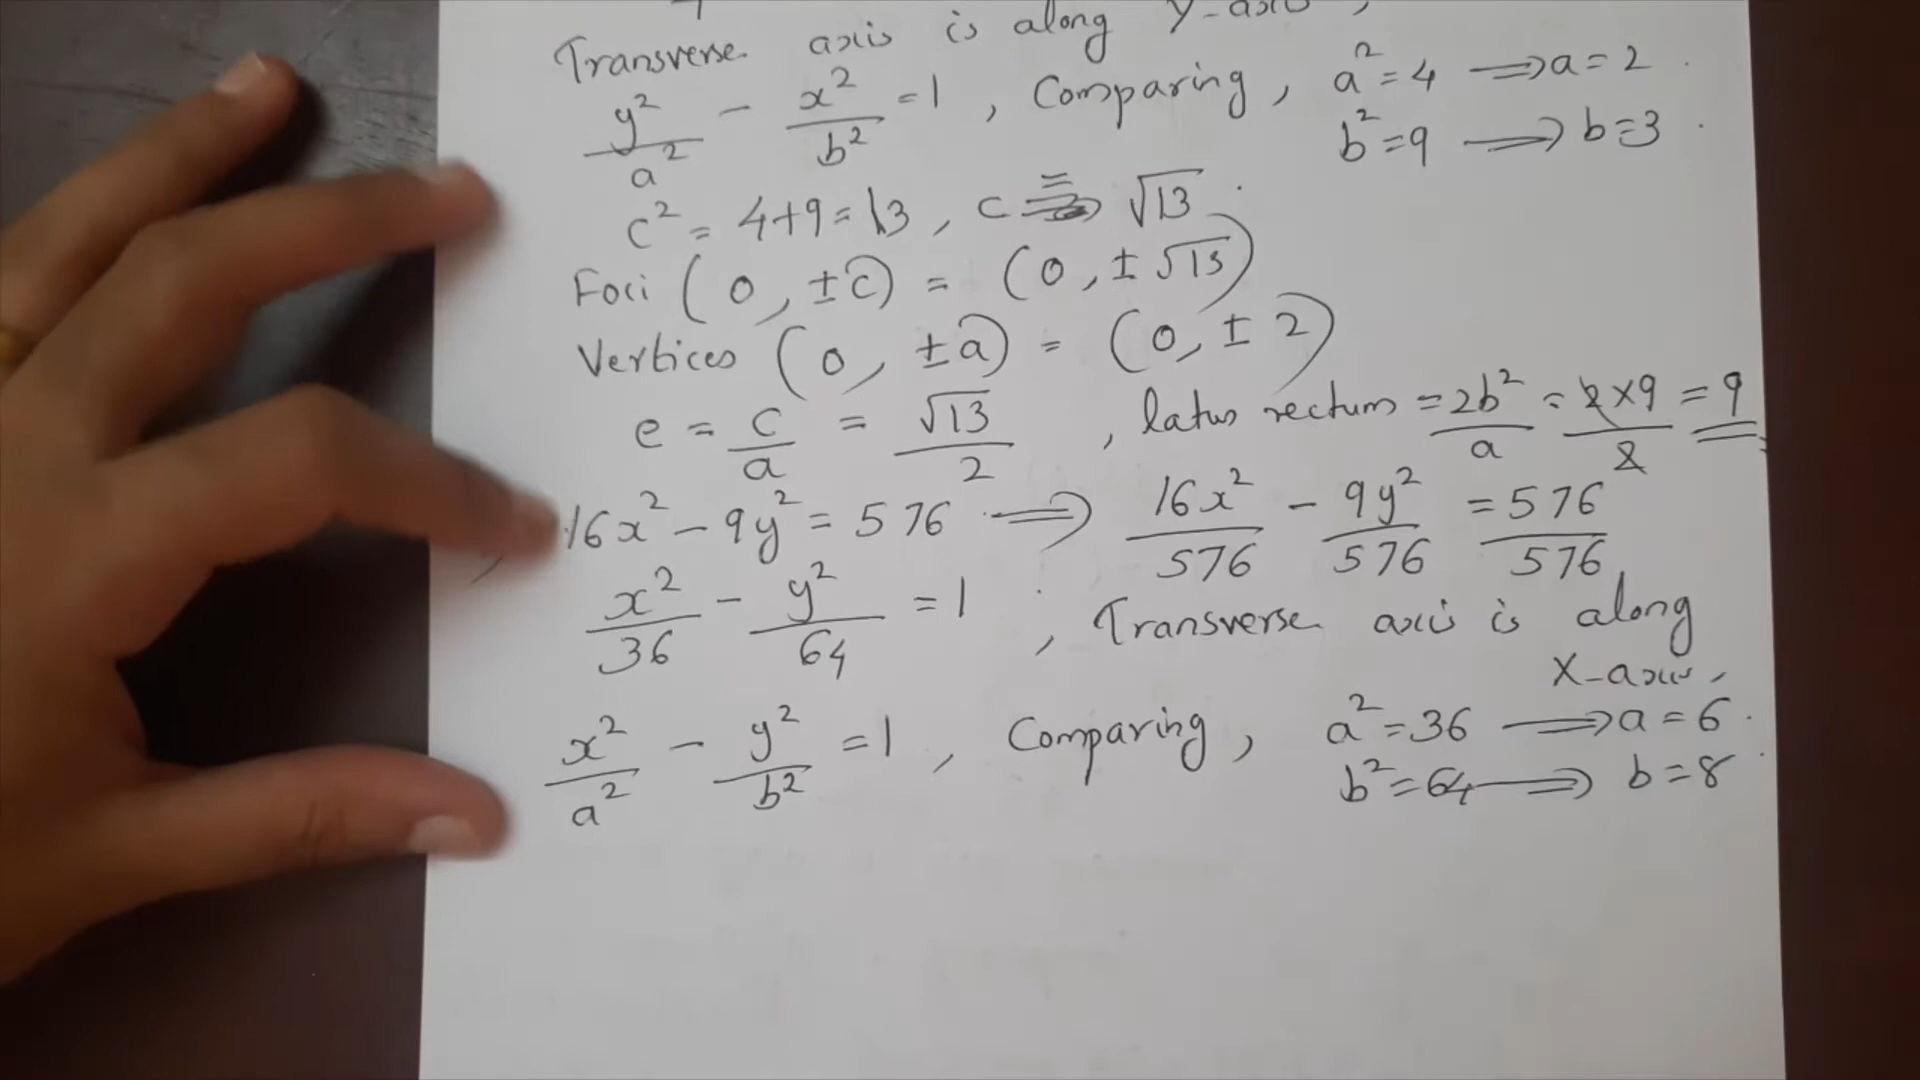 Transverse axis is along Y-axis,
y²/a² - x²/b² = 1 , Comparing, a² = 4 ⟹ a = 2 .
b² = 9 ⟹ b = 3 .
c² = 4+9 = 13 , c = √13 .
Foci (0, ±c) = (0, ±√13)
Vertices (0, ±a) = (0, ±2)
e = c/a = √13/2 , latus rectum = 2b²/a = 2×9/2 = 9
16x² - 9y² = 576 ⟹ 16x²/576 - 9y²/576 = 576/576
x²/36 - y²/64 = 1 , Transverse axis is along
X-axis,
x²/a² - y²/b² = 1 , Comparing, a² = 36 ⟹ a = 6 .
b² = 64 ⟹ b = 8 .